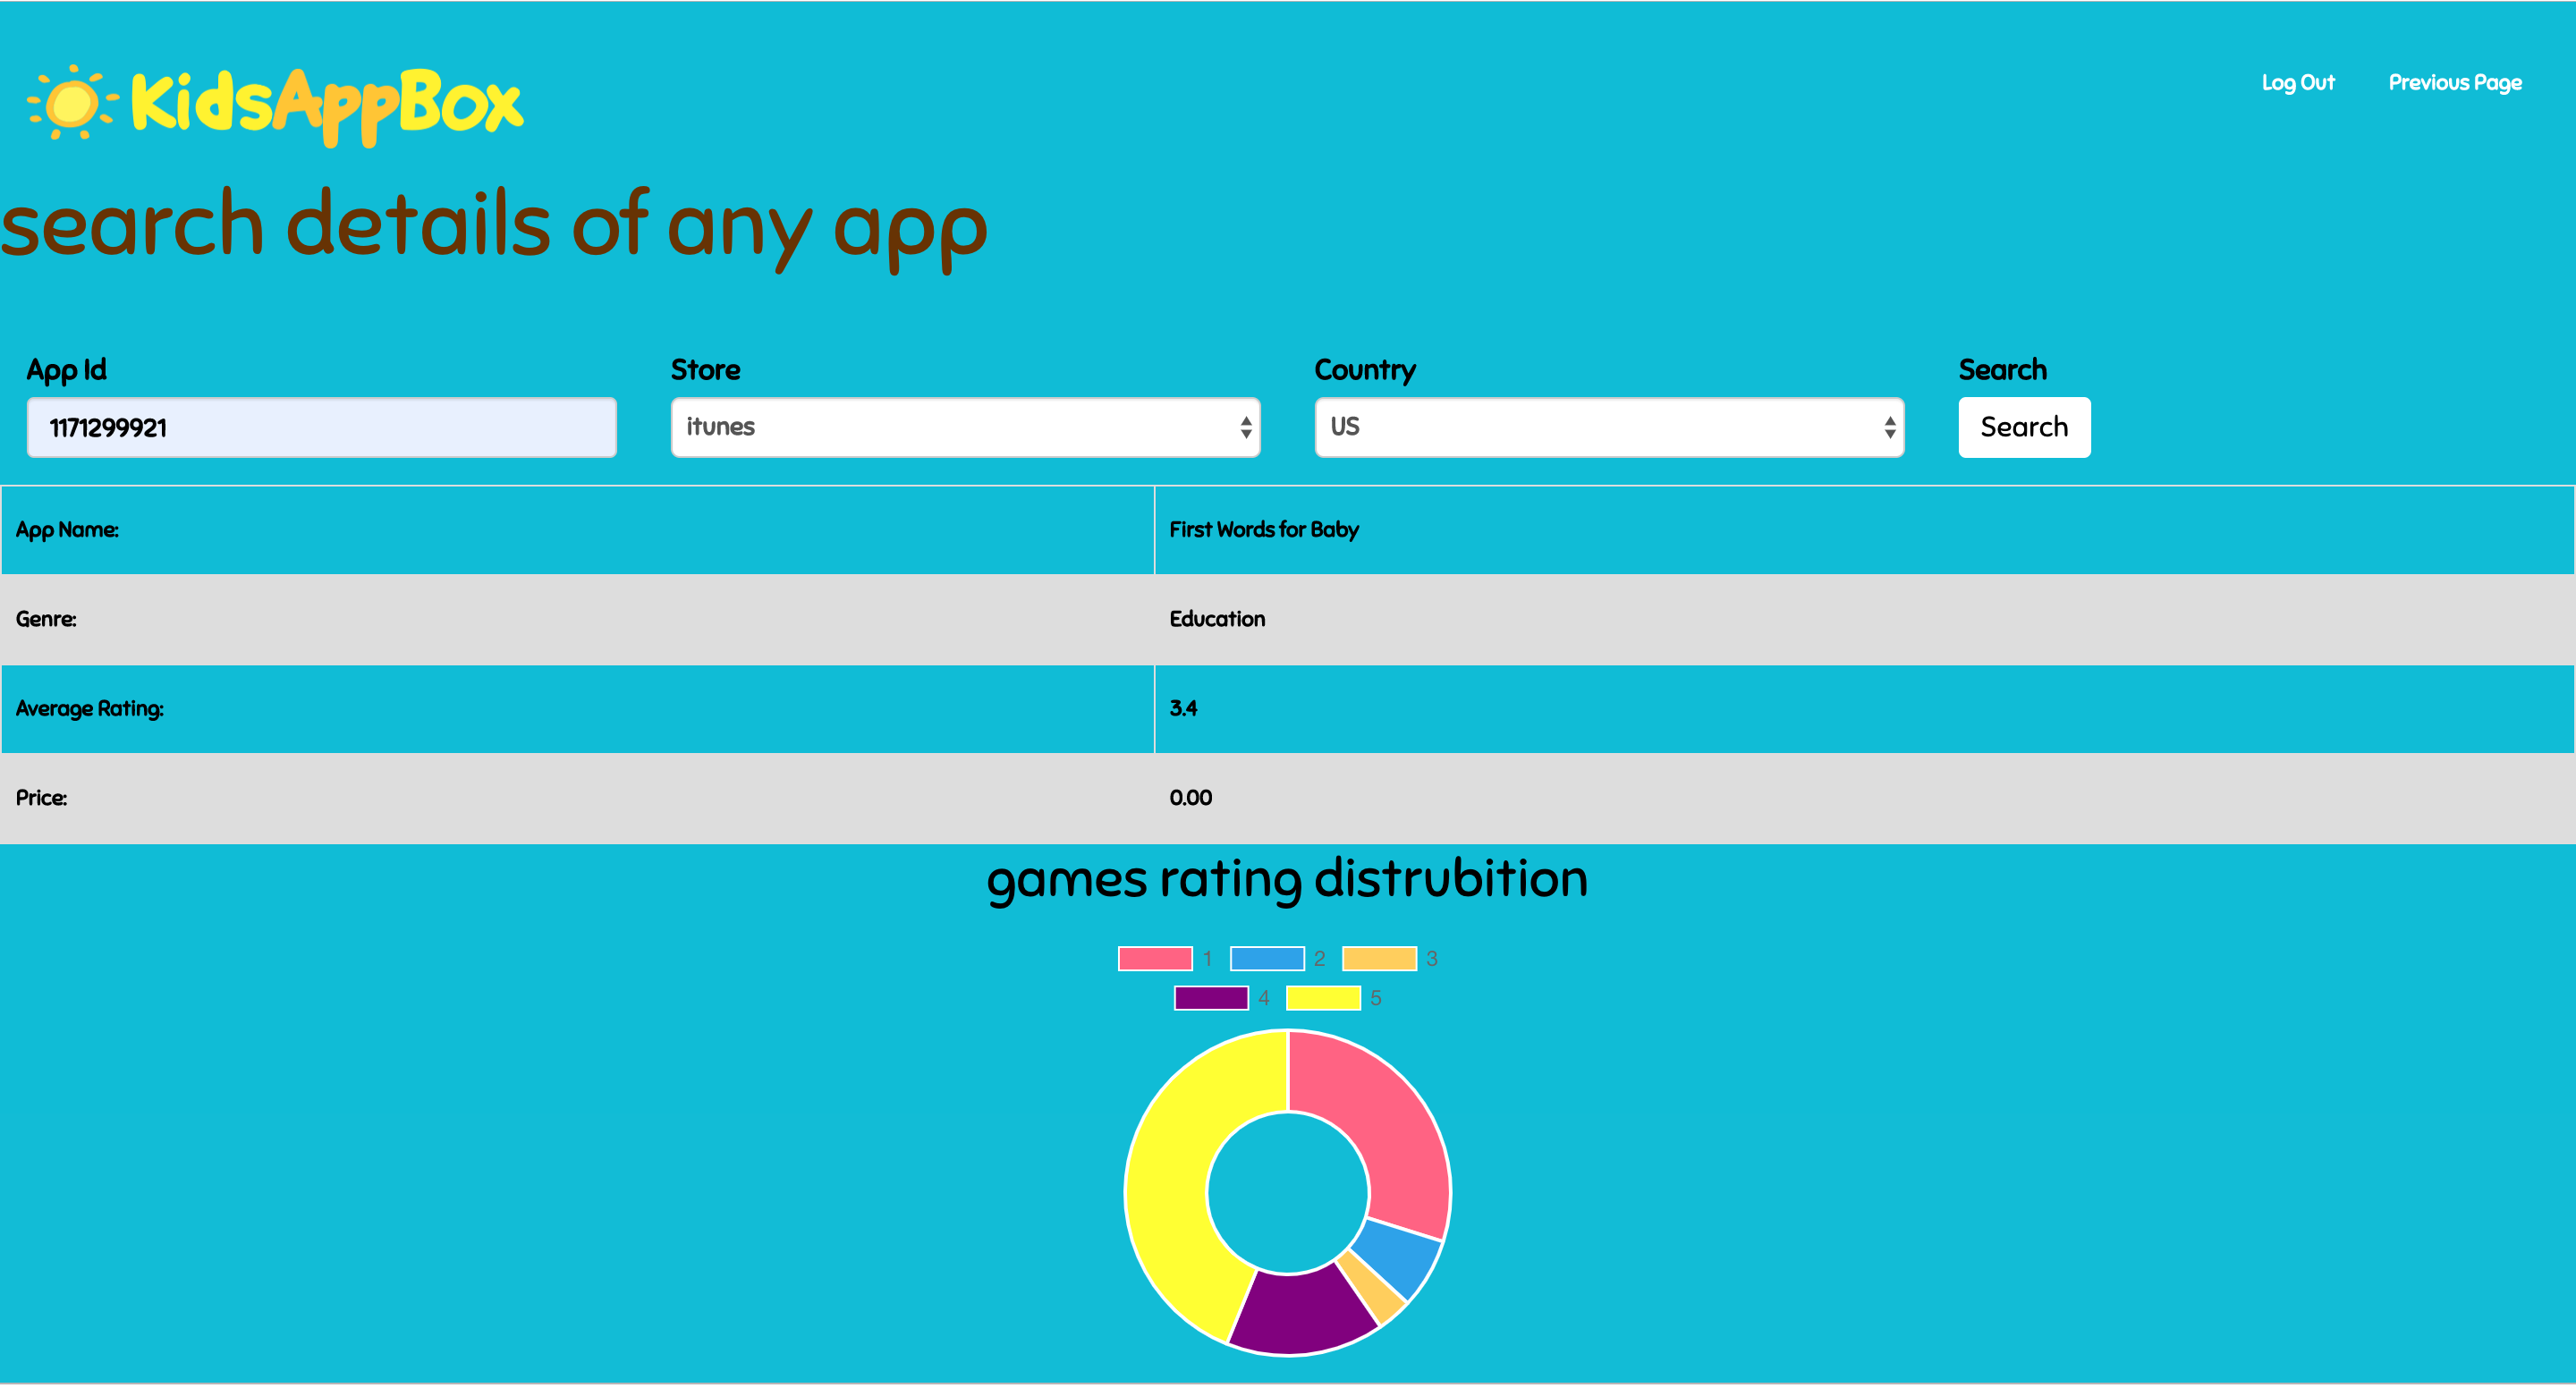 KidsAppBox
Log Out Previous Page
search details of any app
App Id Store Country Search
1171299921 itunes US Search
App Name: First Words for Baby
Genre: Education
Average Rating: 3.4
Price: 0.00
games rating distrubition
1 2 3
4 5